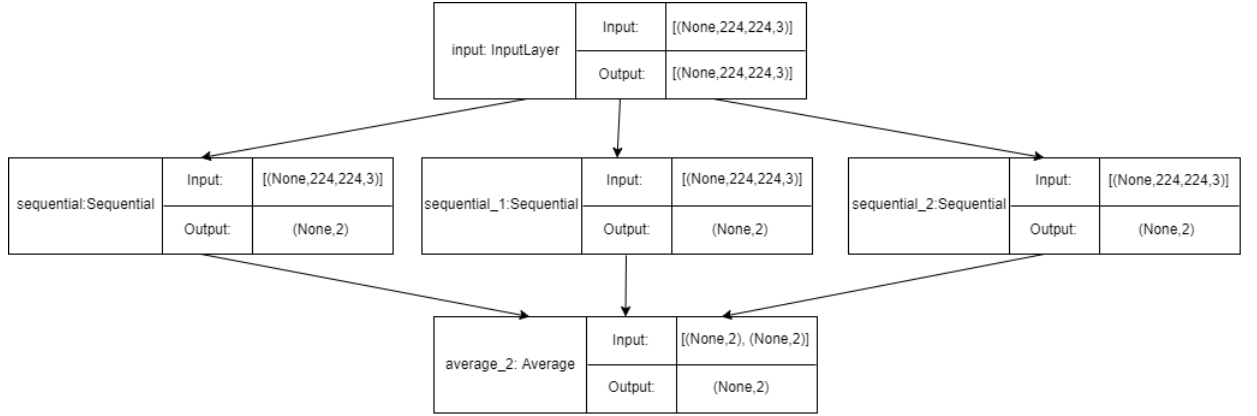 input: InputLayer
Input:
[(None,224,224,3)]
Output:
[(None,224,224,3)]
sequential:Sequential
Input:
[(None,224,224,3)]
Output:
(None,2)
sequential_1:Sequential
Input:
[(None,224,224,3)]
Output:
(None,2)
sequential_2:Sequential
Input:
[(None,224,224,3)]
Output:
(None,2)
average_2: Average
Input:
[(None,2), (None,2)]
Output:
(None,2)